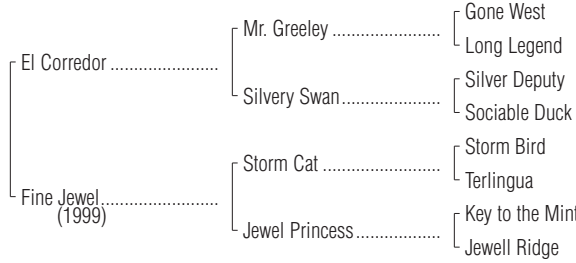 Gone West
Mr. Greeley ........................
Long Legend
El Corredor ........................
Silver Deputy
Silvery Swan......................
Sociable Duck
Storm Bird
Storm Cat ..........................
Terlingua
Fine Jewel..........................
(1999)
Key to the Mint
Jewel Princess...................
Jewell Ridge